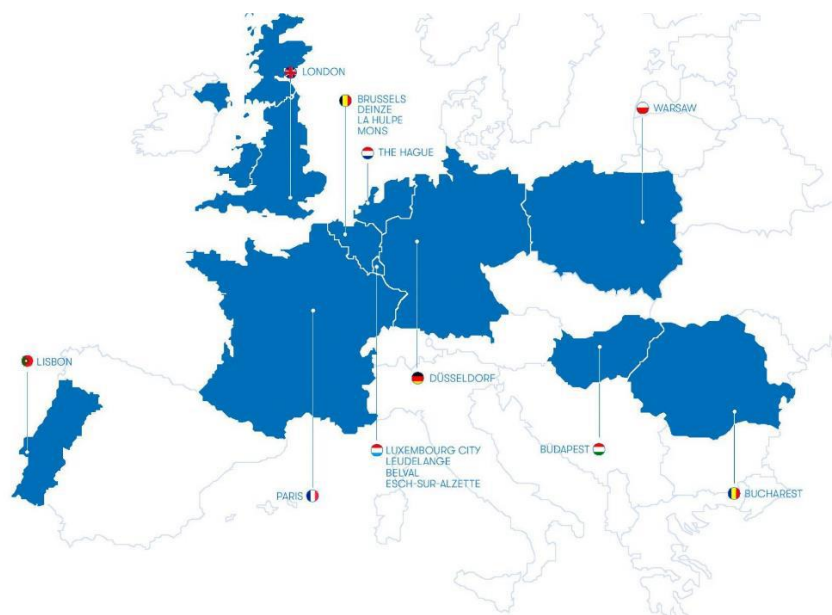 LONDON
BRUSSELS
DEINZE
LA HULPE
MONS
WARSAW
THE HAGUE
LISBON
DÜSSELDORF
LUXEMBOURG CITY
LEUDELANGE
BELVAL
ESCH-SUR-ALZETTE
BUDAPEST
PARIS
BUCHAREST